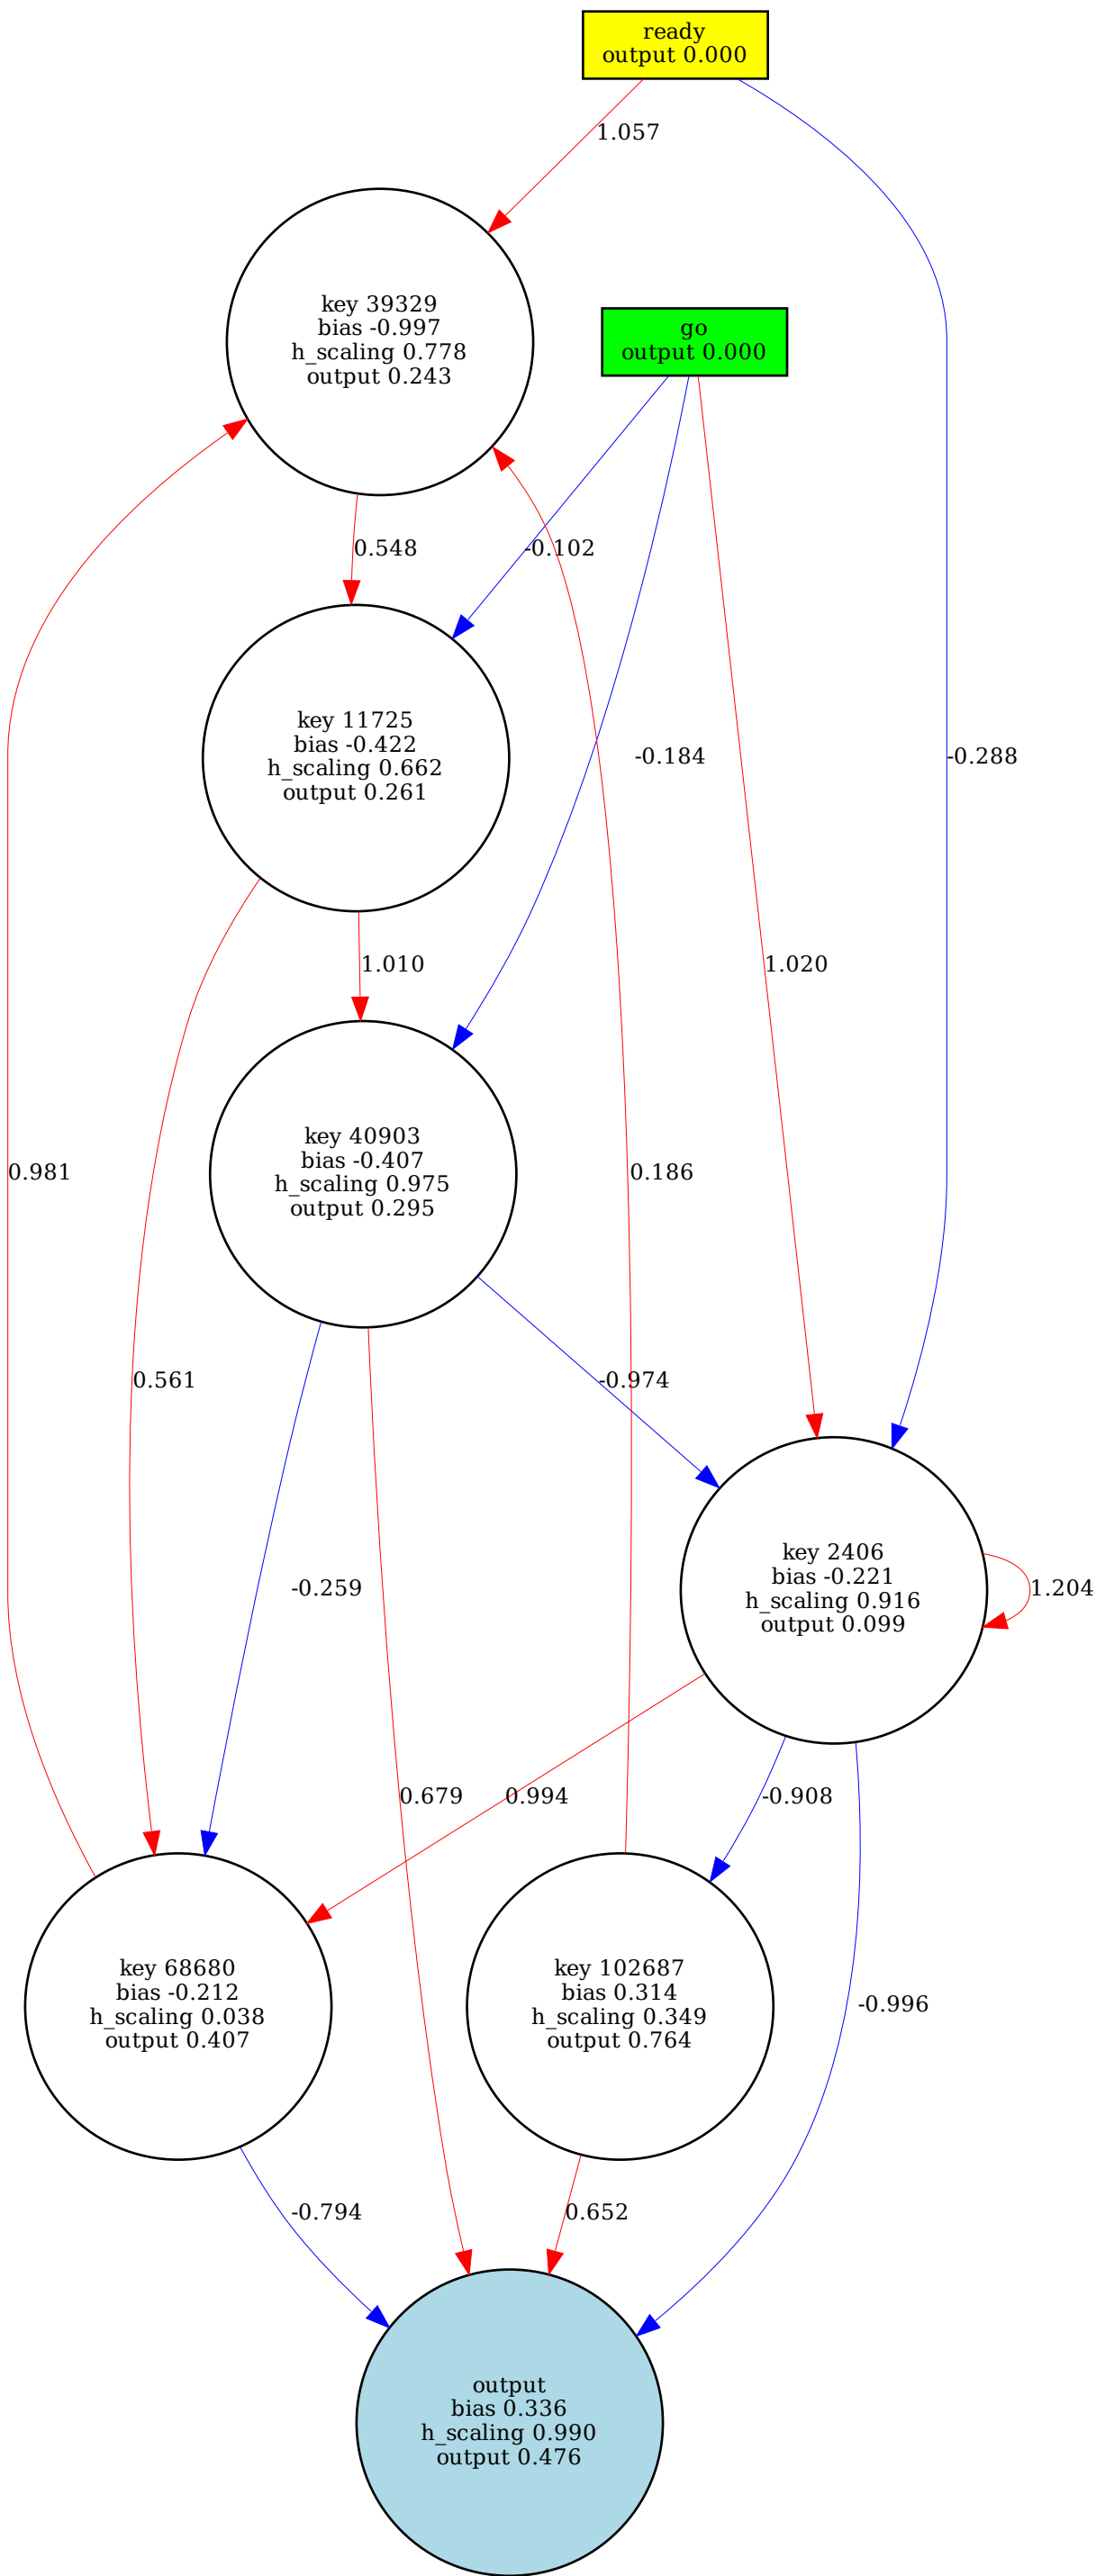 ready
output 0.000
1.057
key 39329
bias -0.997
h_scaling 0.778
output 0.243
go
output 0.000
0.548
-0.102
key 11725
bias -0.422
h_scaling 0.662
output 0.261
-0.184
-0.288
1.010
1.020
key 40903
bias -0.407
h_scaling 0.975
output 0.295
0.981
0.186
0.561
-0.974
key 2406
bias -0.221
h_scaling 0.916
output 0.099
-0.259
1.204
0.679
0.994
-0.908
key 68680
bias -0.212
h_scaling 0.038
output 0.407
key 102687
bias 0.314
h_scaling 0.349
output 0.764
-0.996
-0.794
0.652
output
bias 0.336
h_scaling 0.990
output 0.476